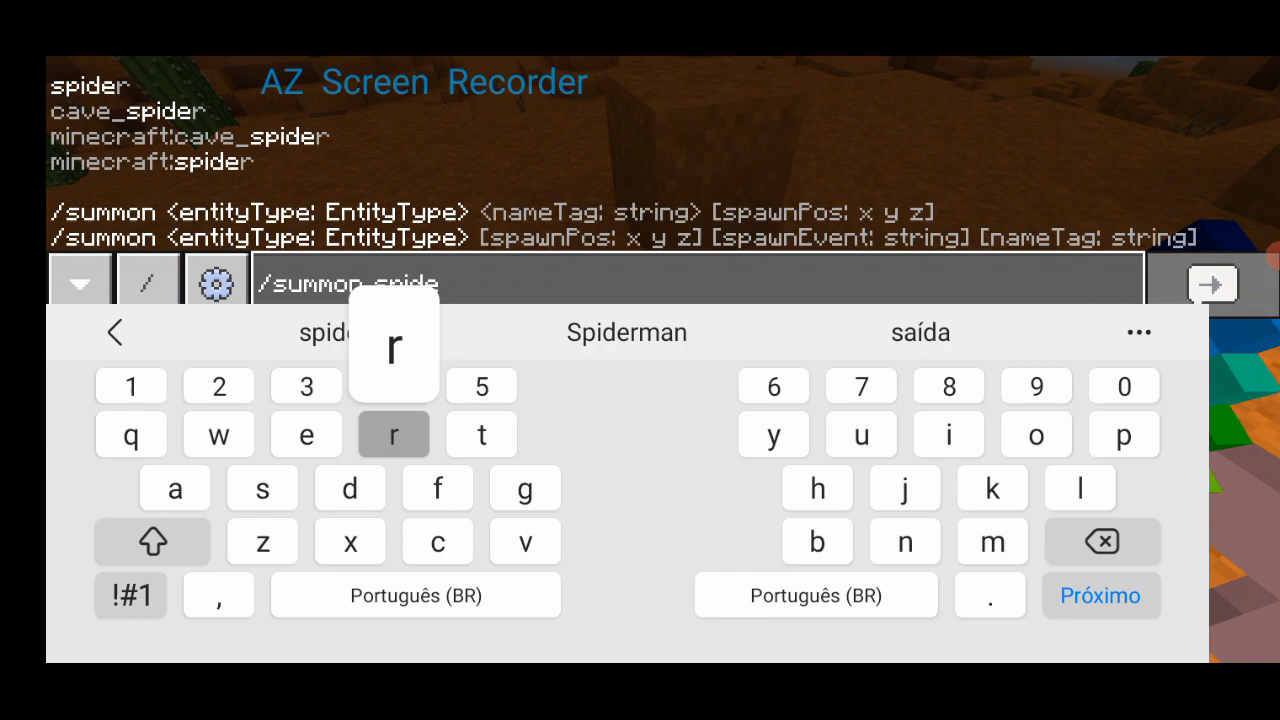 AZ Screen Recorder
spider
cave_spider
minecraft:cave_spider
minecraft:spider
/summon <entityType: EntityType> <nameTag: string> [spawnPos: x y z]
/summon <entityType: EntityType> [spawnPos: x y z] [spawnEvent: string] [nameTag: string]
/ /summon spide
spide Spiderman saída •••
r
1 2 3 5 6 7 8 9 0
q w e r t y u i o p
a s d f g h j k l
z x c v b n m
!#1 , Português (BR) Português (BR) . Próximo